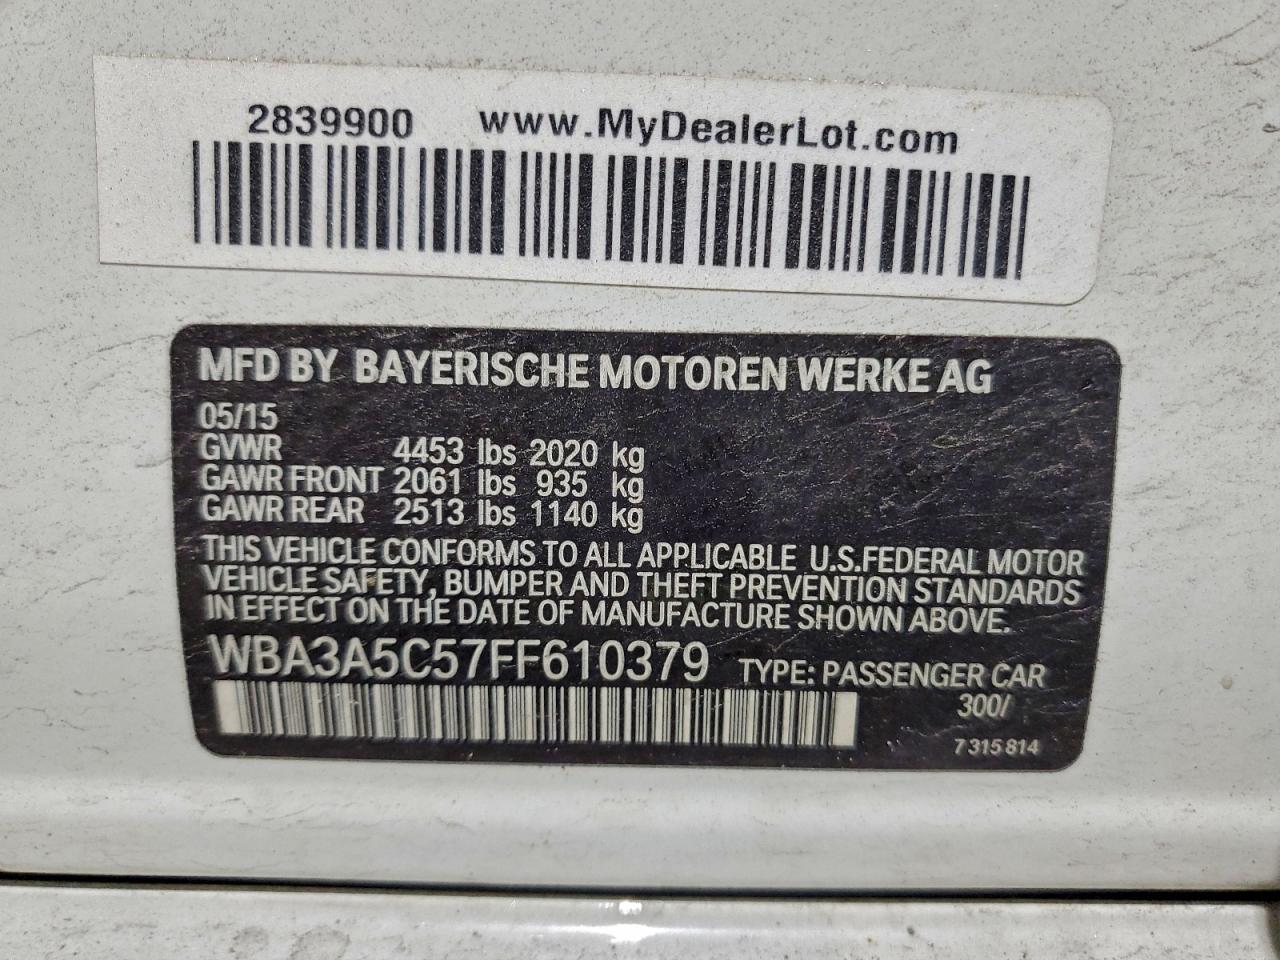 2839900 www.MyDealerLot.com
MFD BY BAYERISCHE MOTOREN WERKE AG
05/15
GVWR 4453 lbs 2020 kg
GAWR FRONT 2061 lbs 935 kg
GAWR REAR 2513 lbs 1140 kg
THIS VEHICLE CONFORMS TO ALL APPLICABLE U.S.FEDERAL MOTOR
VEHICLE SAFETY, BUMPER AND THEFT PREVENTION STANDARDS
IN EFFECT ON THE DATE OF MANUFACTURE SHOWN ABOVE.
WBA3A5C57FF610379 TYPE: PASSENGER CAR
300/
7 315 814